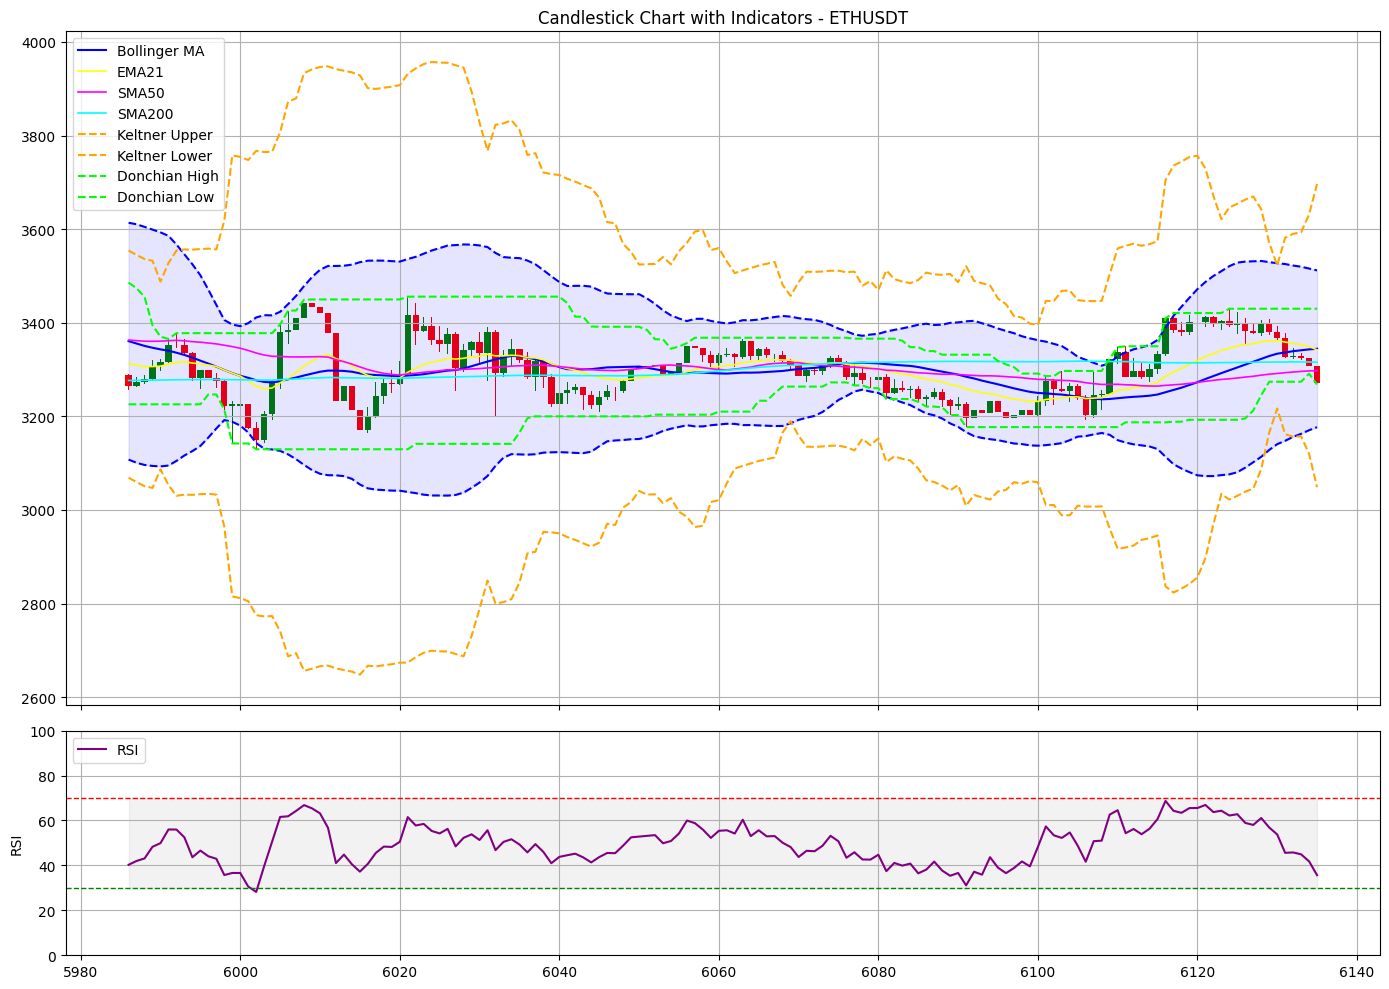 Candlestick Chart with Indicators - ETHUSDT
4000
3800
3600
3400
3200
3000
2800
2600
Bollinger MA
EMA21
SMA50
SMA200
Keltner Upper
Keltner Lower
Donchian High
Donchian Low
RSI
100
80
60
40
20
0
RSI
5980 6000 6020 6040 6060 6080 6100 6120 6140